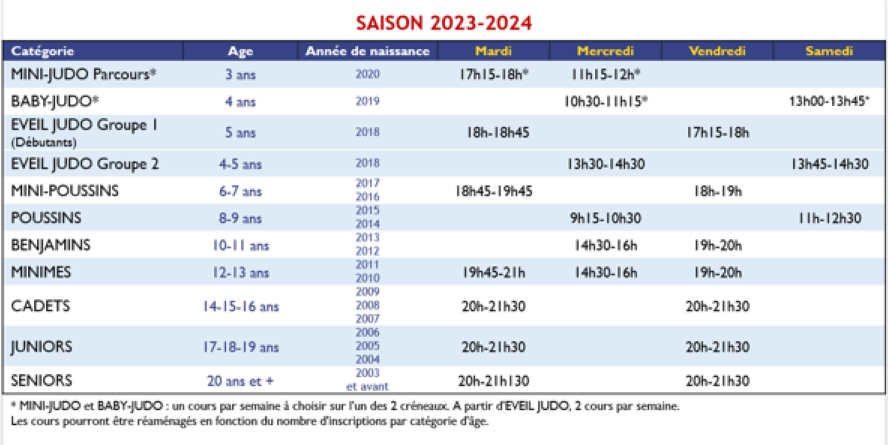 SAISON 2023-2024
Catégorie Age Année de naissance Mardi Mercredi Vendredi Samedi
MINI-JUDO Parcours* 3 ans 2020 17h15-18h* 11h15-12h*
BABY-JUDO* 4 ans 2019 10h30-11h15* 13h00-13h45*
EVEIL JUDO Groupe 1 5 ans 2018 18h-18h45 17h15-18h
(Débutants)
EVEIL JUDO Groupe 2 4-5 ans 2018 13h30-14h30 13h45-14h30
MINI-POUSSINS 6-7 ans 2017 18h45-19h45 18h-19h
2016
POUSSINS 8-9 ans 2015 9h15-10h30 11h-12h30
2014
BENJAMINS 10-11 ans 2013 14h30-16h 19h-20h
2012
MINIMES 12-13 ans 2011 19h45-21h 14h30-16h 19h-20h
2010
2009
CADETS 14-15-16 ans 2008 20h-21h30 20h-21h30
2007
2006
JUNIORS 17-18-19 ans 2005 20h-21h30 20h-21h30
2004
SENIORS 20 ans et + 2003 20h-21h130 20h-21h30
et avant
* MINI-JUDO et BABY-JUDO : un cours par semaine à choisir sur l'un des 2 créneaux. A partir d'EVEIL JUDO, 2 cours par semaine.
Les cours pourront être réaménagés en fonction du nombre d'inscriptions par catégorie d'âge.